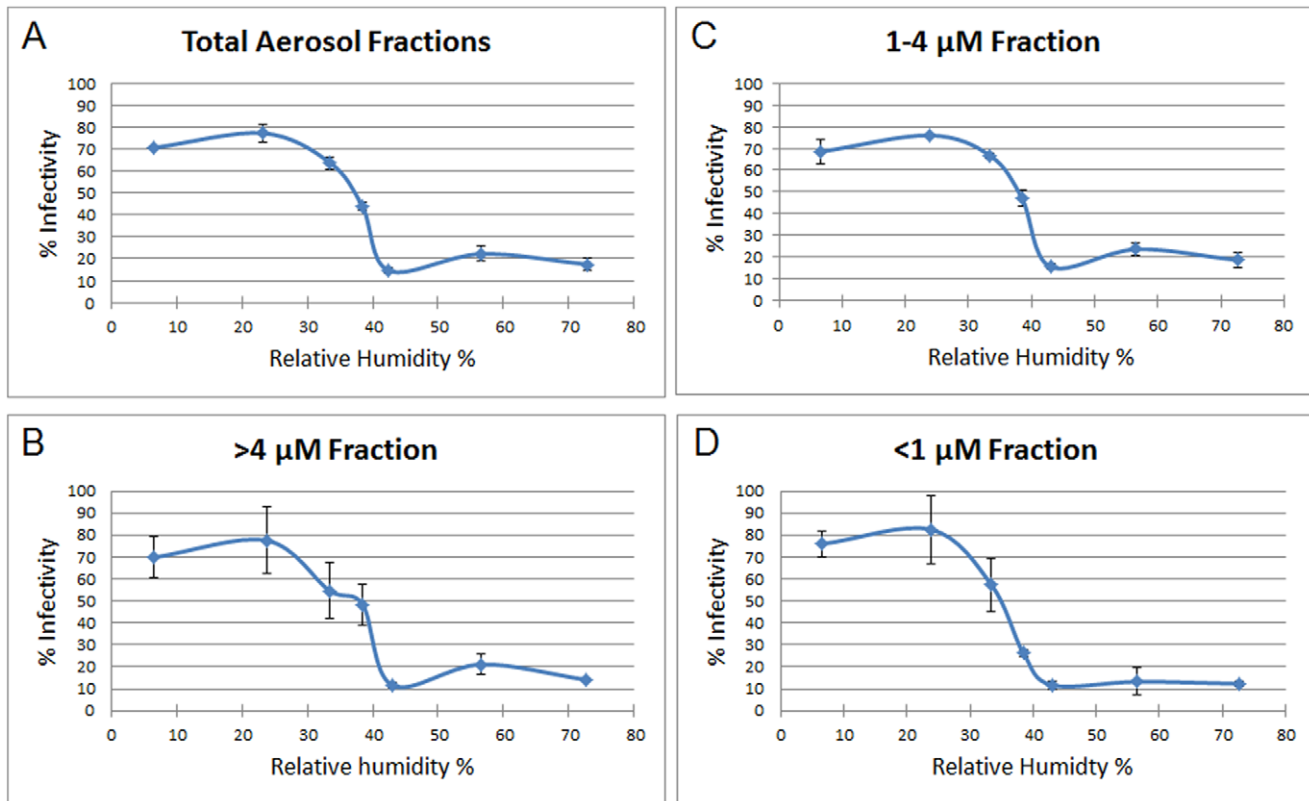 A
Total Aerosol Fractions
% Infectivity
100
90
80
70
60
50
40
30
20
10
0
0 10 20 30 40 50 60 70 80
Relative Humidity %
C
1-4 µM Fraction
% Infectivity
100
90
80
70
60
50
40
30
20
10
0
0 10 20 30 40 50 60 70 80
Relative Humidity %
B
>4 µM Fraction
% Infectivity
100
90
80
70
60
50
40
30
20
10
0
0 10 20 30 40 50 60 70 80
Relative humidity %
D
<1 µM Fraction
% Infectivity
100
90
80
70
60
50
40
30
20
10
0
0 10 20 30 40 50 60 70 80
Relative Humidty %